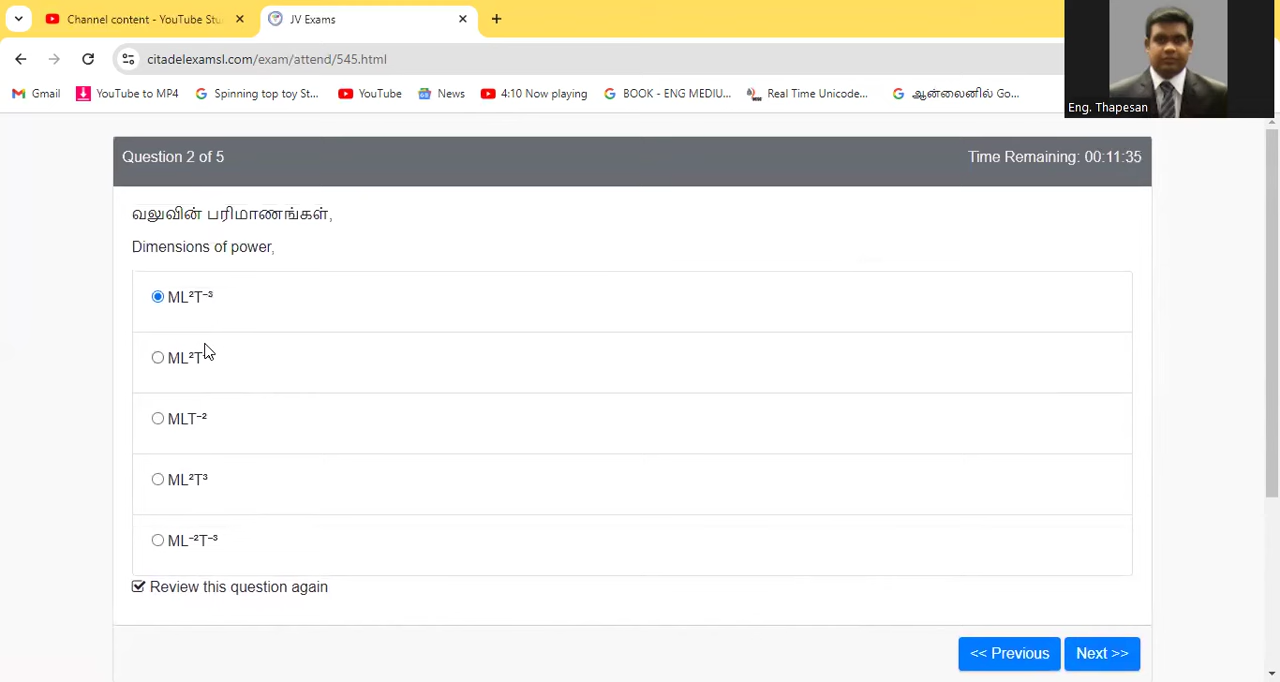 Channel content - YouTube Stu
JV Exams
citadelexamsl.com/exam/attend/545.html
Gmail
YouTube to MP4
Spinning top toy St...
YouTube
News
4:10 Now playing
BOOK - ENG MEDIU...
Real Time Unicode...
ஆன்லைனில் Go...
Eng. Thapesan
Question 2 of 5
Time Remaining: 00:11:35
வலுவின் பரிமாணங்கள்,
Dimensions of power,
ML²T⁻³
ML²T
MLT⁻²
ML²T³
ML⁻²T⁻³
Review this question again
<< Previous
Next >>